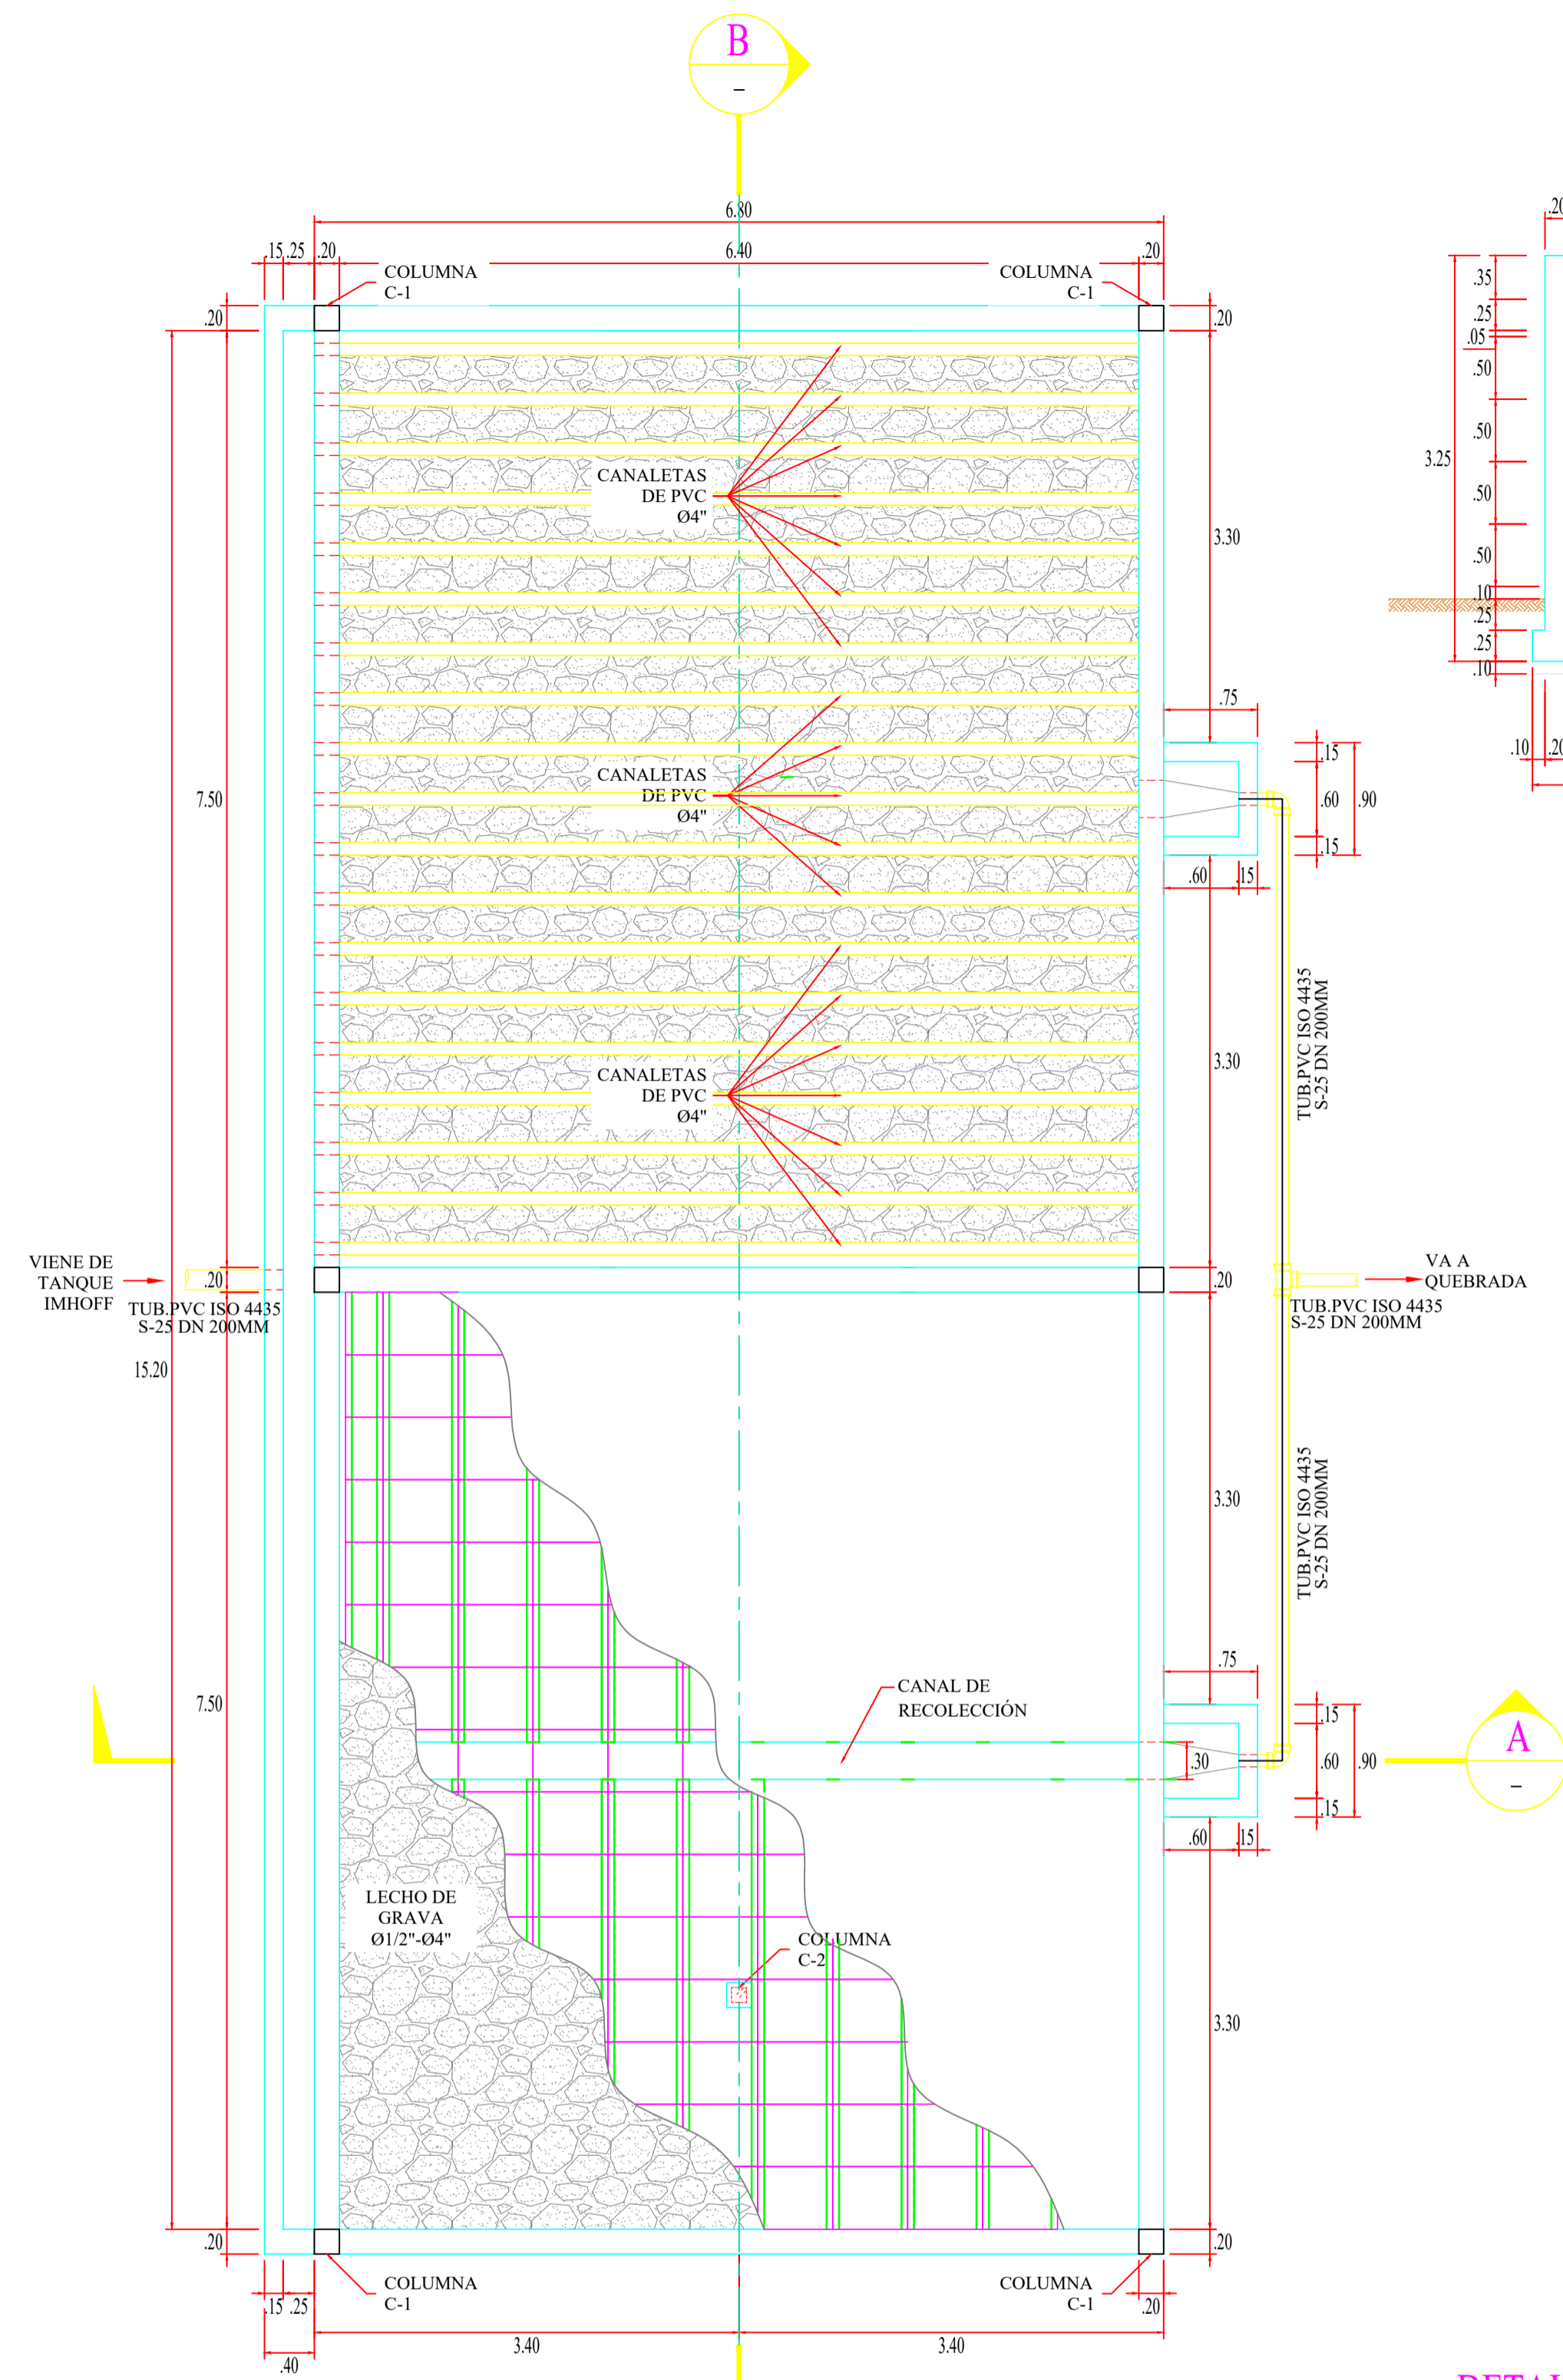 B
–
6.80
.15
.25
.20
6.40
.20
COLUMNA
C-1
COLUMNA
C-1
.20
.20
.20
.35
.25
.05
.50
.50
.50
.50
.10
.25
.25
.10
3.25
.10
.20
CANALETAS
DE PVC
Ø4"
3.30
.75
7.50
CANALETAS
DE PVC
Ø4"
.15
.60
.90
.15
.60
.15
TUB.PVC ISO 4435
S-25 DN 200MM
3.30
CANALETAS
DE PVC
Ø4"
VIENE DE
TANQUE
IMHOFF
.20
TUB.PVC ISO 4435
S-25 DN 200MM
.20
VA A
QUEBRADA
TUB.PVC ISO 4435
S-25 DN 200MM
15.20
3.30
TUB.PVC ISO 4435
S-25 DN 200MM
.75
CANAL DE
RECOLECCIÓN
7.50
.15
.30
.60
.90
.15
A
–
.60
.15
LECHO DE
GRAVA
Ø1/2"-Ø4"
COLUMNA
C-2
3.30
.20
.20
COLUMNA
C-1
COLUMNA
C-1
.15
.25
.20
3.40
3.40
.40